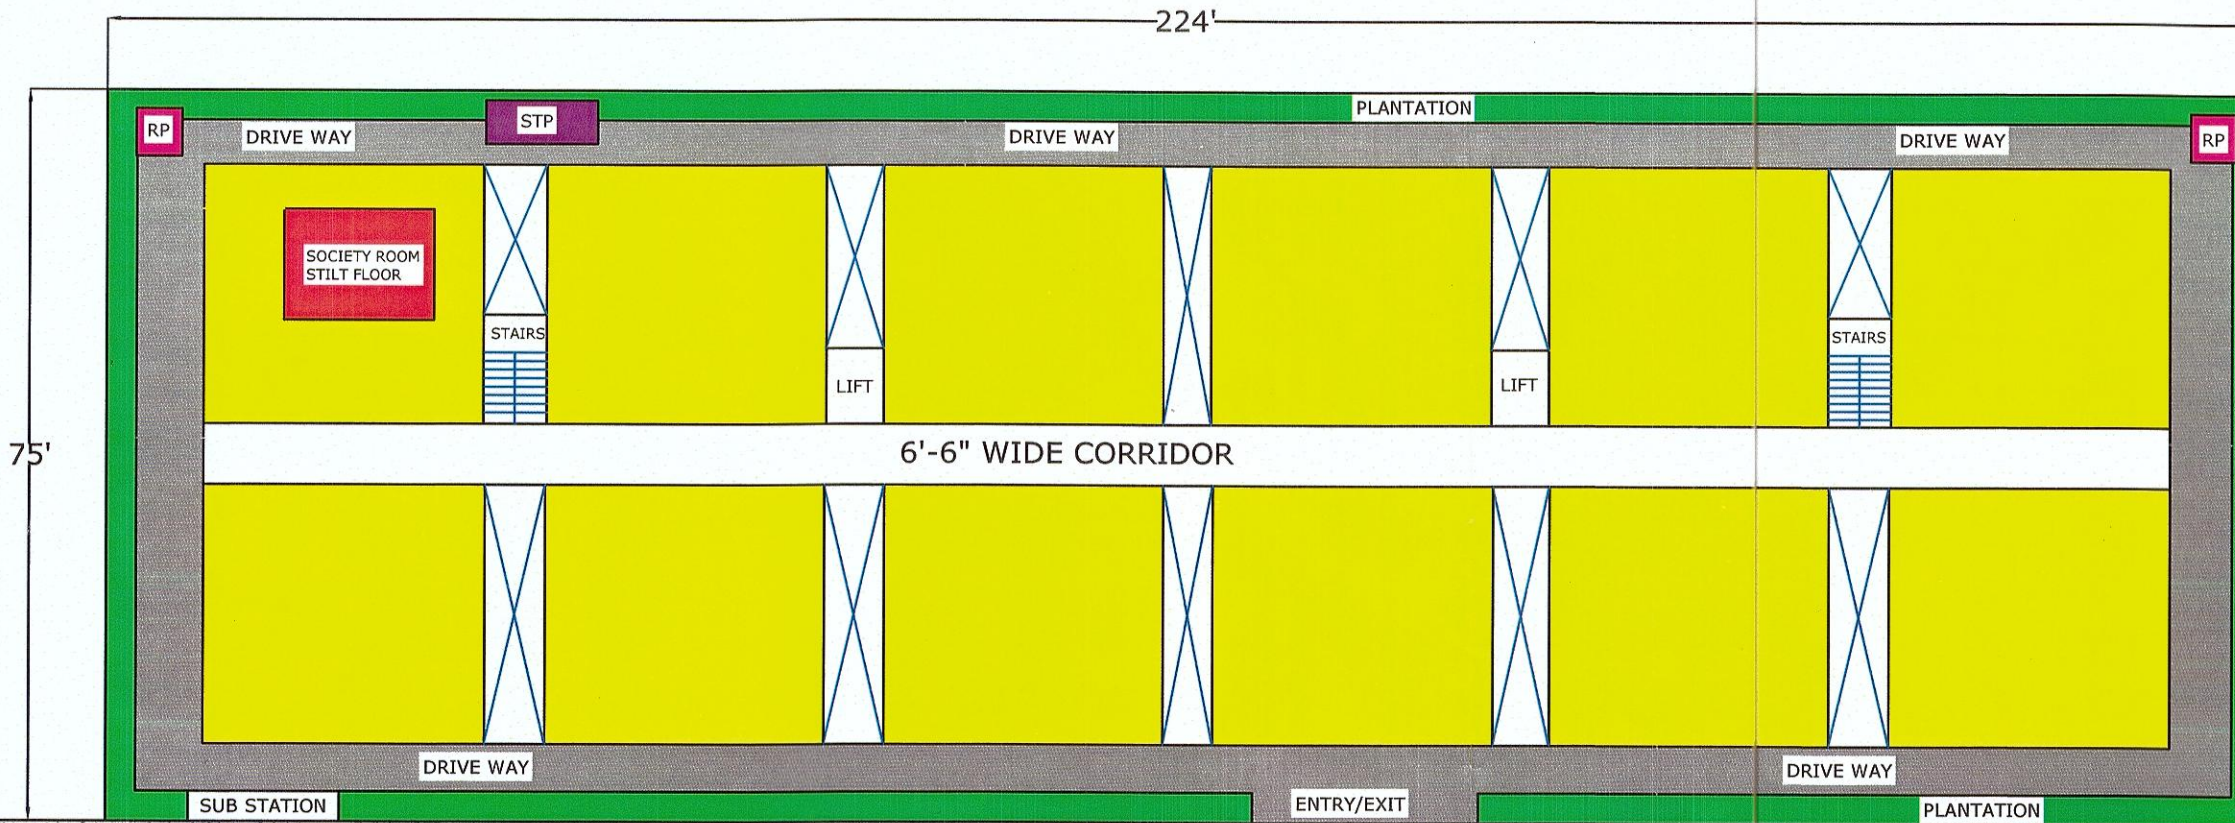 224'
PLANTATION
RP
DRIVE WAY
STP
DRIVE WAY
DRIVE WAY
RP
SOCIETY ROOM
STILT FLOOR
STAIRS
LIFT
LIFT
STAIRS
75'
6'-6" WIDE CORRIDOR
DRIVE WAY
DRIVE WAY
SUB STATION
ENTRY/EXIT
PLANTATION